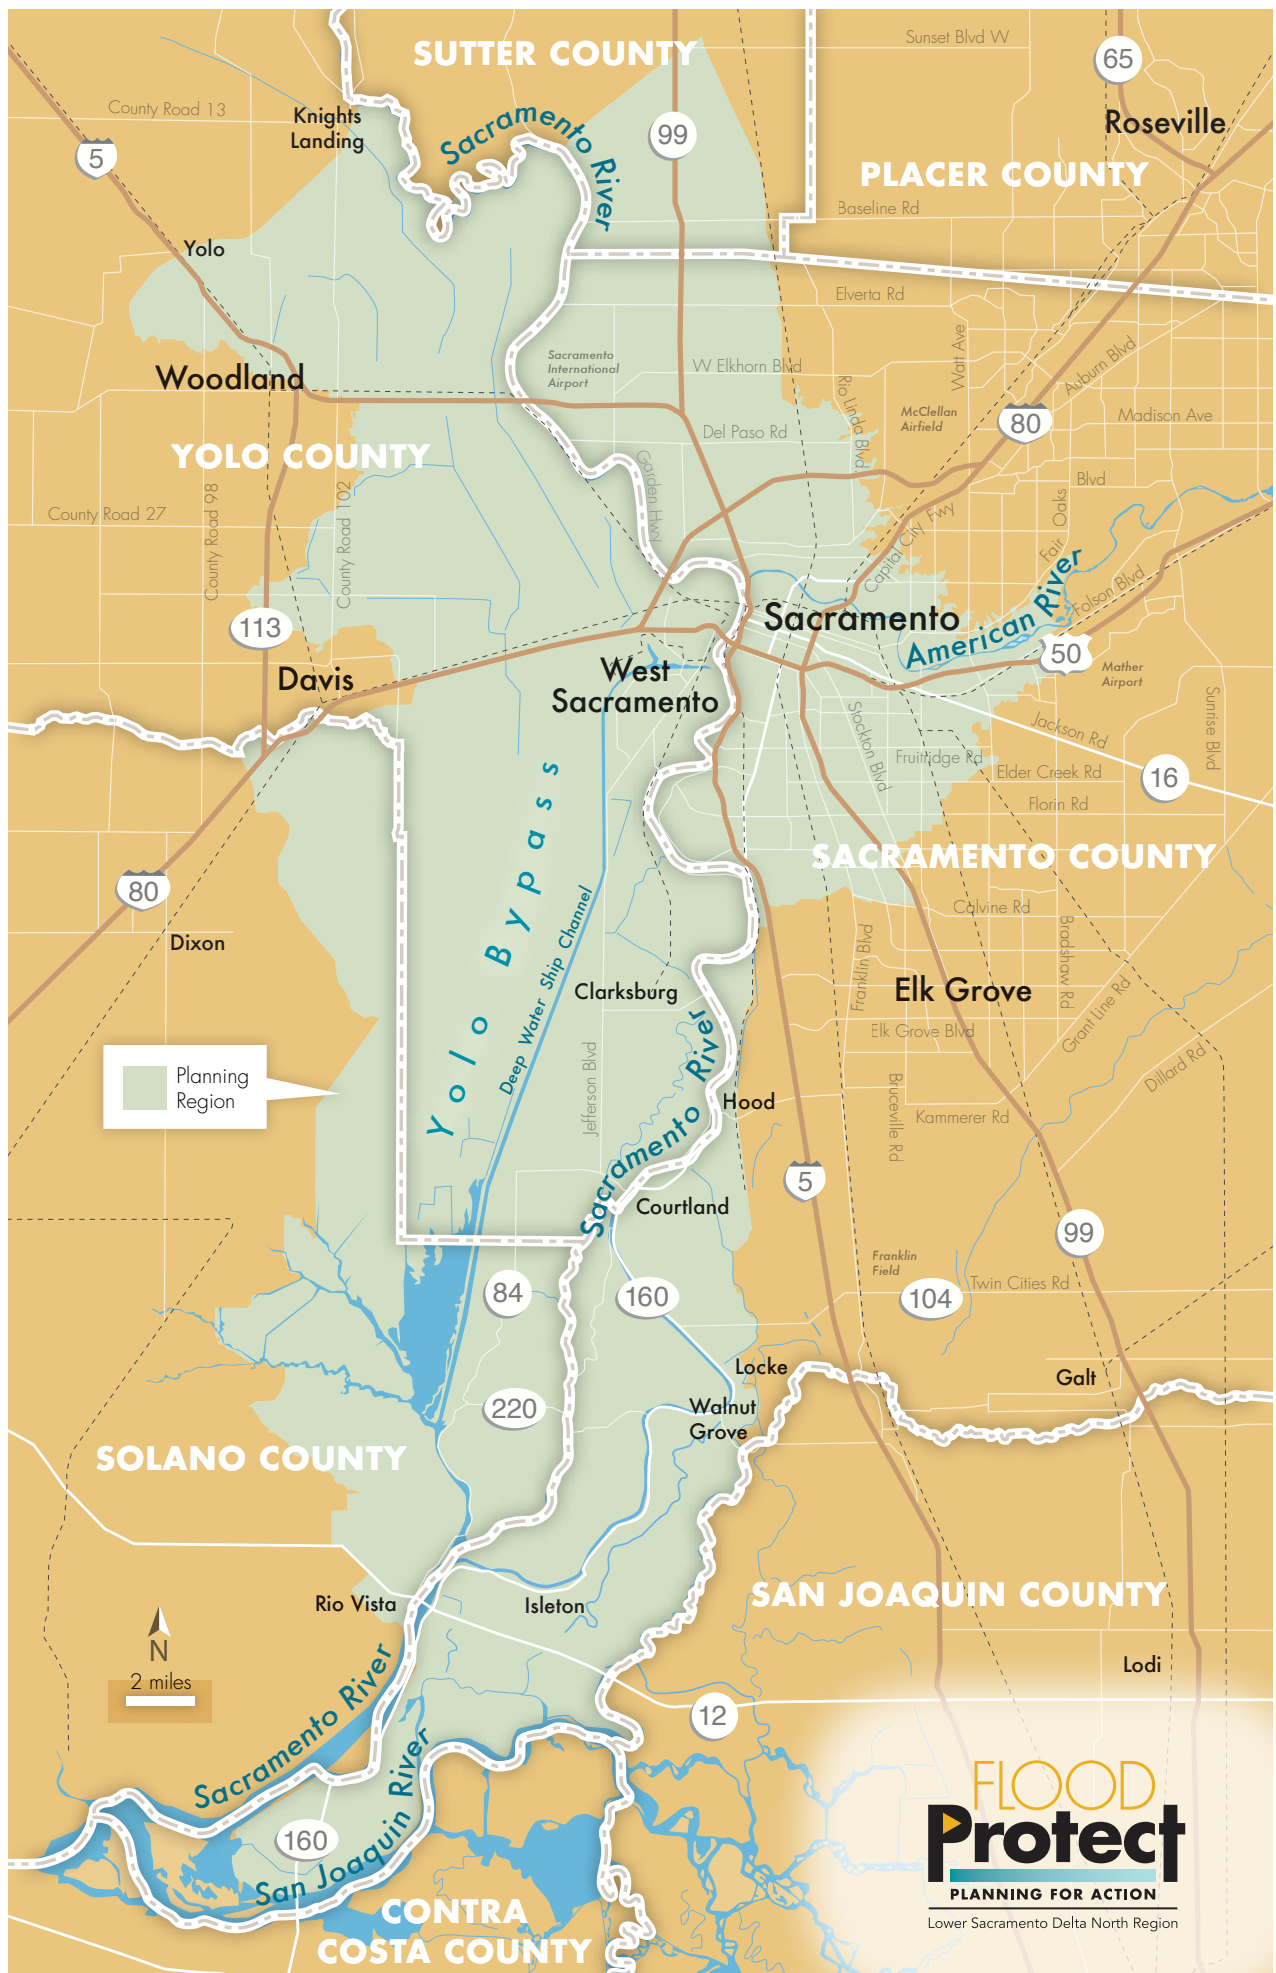 SUTTER COUNTY
Sunset Blvd W
65
County Road 13
Knights
Landing
Sacramento River
99
Roseville
5
PLACER COUNTY
Baseline Rd
Yolo
Elverta Rd
Sacramento
International
Airport
W Elkhorn Blvd
Watt Ave
Auburn Blvd
Woodland
Rio Linda Blvd
McClellan
Airfield
80
Madison Ave
Del Paso Rd
YOLO COUNTY
Garden Hwy
Blvd
Oaks
Fair
County Road 27
County Road 98
County Road 102
Capital City Fwy
113
Sacramento
American River
Folson Blvd
50
Mather
Airport
Davis
West
Sacramento
Stockton Blvd
Sunrise Blvd
Jackson Rd
Fruitridge Rd
Elder Creek Rd
16
Florin Rd
Yolo Bypass
SACRAMENTO COUNTY
80
Deep Water Ship Channel
Calvine Rd
Dixon
Franklin Blvd
Bradshaw Rd
Clarksburg
Elk Grove
Grant Line Rd
Elk Grove Blvd
Sacramento River
Jefferson Blvd
Dillard Rd
Planning
Region
Hood
Bruceville Rd
Kammerer Rd
5
Courtland
99
Franklin
Field
84
160
104
Twin Cities Rd
Locke
Galt
220
Walnut
Grove
SOLANO COUNTY
SAN JOAQUIN COUNTY
Rio Vista
Isleton
N
2 miles
Lodi
Sacramento River
12
San Joaquin River
160
FLOOD
Protect
PLANNING FOR ACTION
Lower Sacramento Delta North Region
CONTRA
COSTA COUNTY